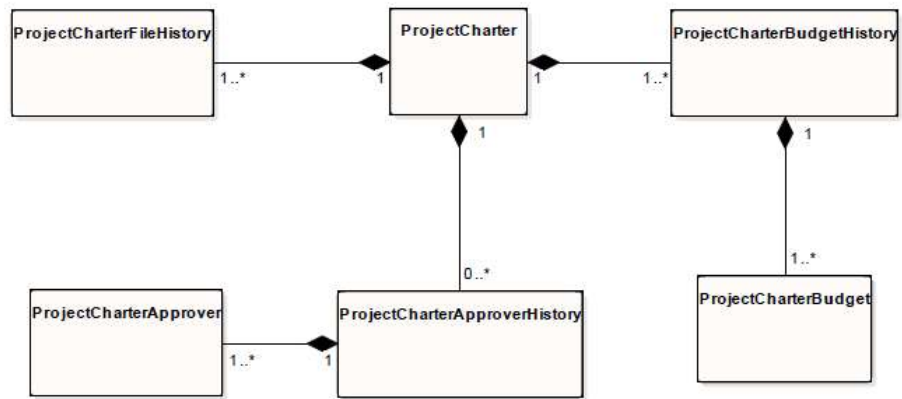 ProjectCharterFileHistory
ProjectCharter
ProjectCharterBudgetHistory
1..*
1
1
1..*
1
1
0..*
1..*
ProjectCharterApprover
ProjectCharterApproverHistory
ProjectCharterBudget
1..*
1